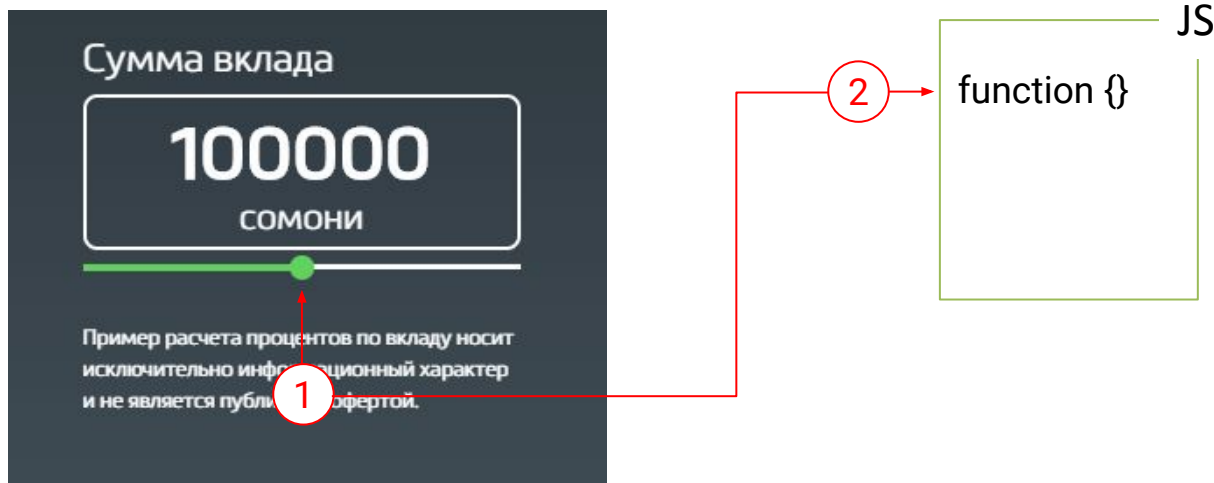 Сумма вклада
100000
сомони
Пример расчета процентов по вкладу носит
исключительно характер
и не является офертой.
1
2
JS
function {}